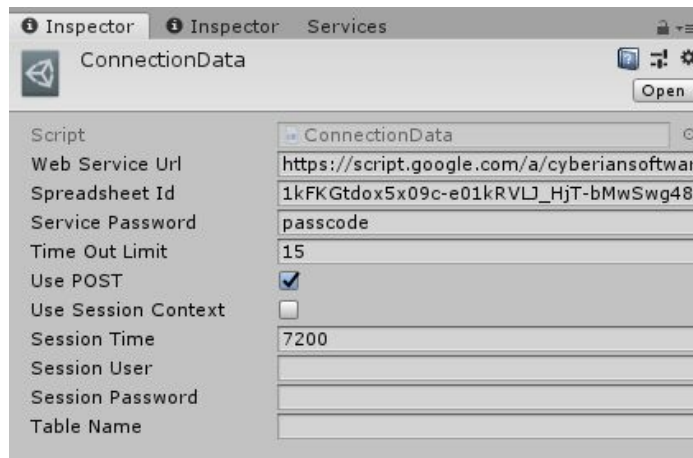 Inspector Inspector Services
ConnectionData
Open
Script ConnectionData
Web Service Url https://script.google.com/a/cyberiansoftwar
Spreadsheet Id 1kFKGtdox5x09c-e01kRVLJ_HjT-bMwSwg48
Service Password passcode
Time Out Limit 15
Use POST
Use Session Context
Session Time 7200
Session User
Session Password
Table Name